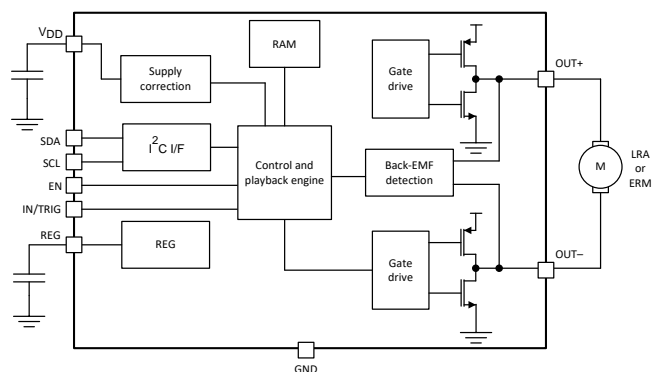 VDD
RAM
Supply
correction
Gate
drive
OUT+
SDA
I2C I/F
SCL
Control and
playback engine
Back-EMF
detection
M
LRA
or
ERM
EN
IN/TRIG
REG
REG
Gate
drive
OUT–
GND